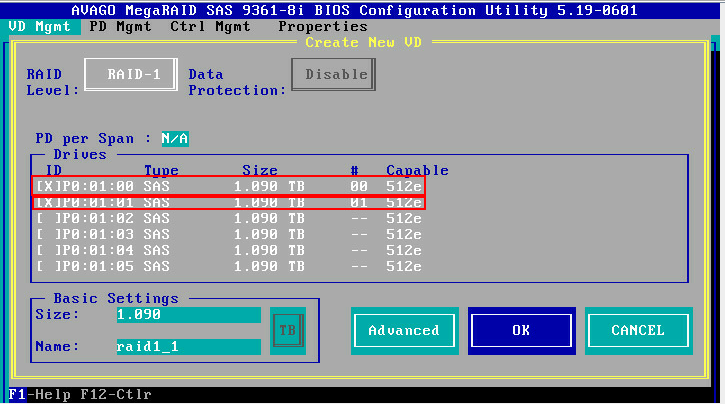 AVAGO MegaRAID SAS 9361-8i BIOS Configuration Utility 5.19-0601
VD Mgmt PD Mgmt Ctrl Mgmt Properties
Create New VD
RAID Level: RAID-1 Data Protection: Disable
PD per Span : N/A
Drives
ID Type Size # Capable
[X]P0:01:00 SAS 1.090 TB 00 512e
[X]P0:01:01 SAS 1.090 TB 01 512e
[ ]P0:01:02 SAS 1.090 TB -- 512e
[ ]P0:01:03 SAS 1.090 TB -- 512e
[ ]P0:01:04 SAS 1.090 TB -- 512e
[ ]P0:01:05 SAS 1.090 TB -- 512e
Basic Settings
Size: 1.090 TB
Name: raid1_1
Advanced OK CANCEL
F1-Help F12-Ctlr